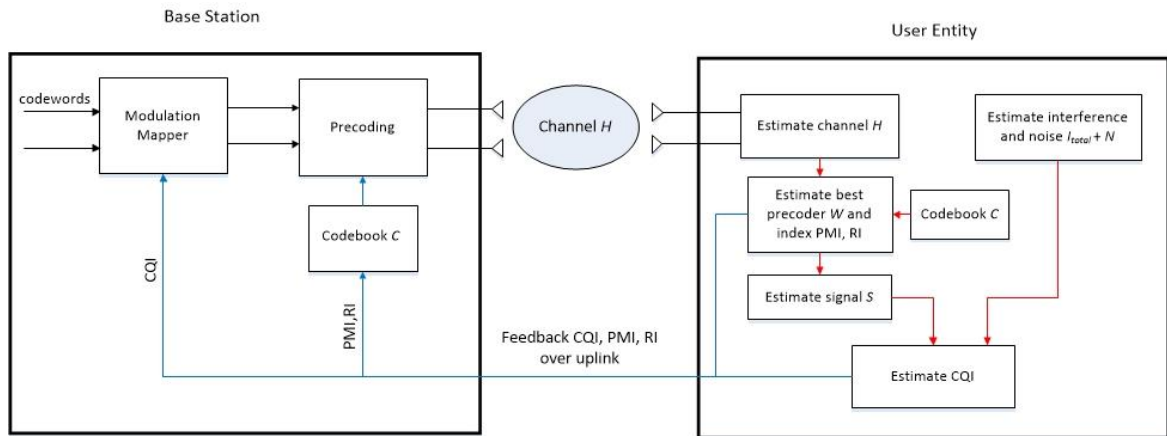 Base Station
User Entity
codewords
Modulation
Mapper
Precoding
Channel H
Estimate channel H
Estimate interference
and noise Itotal + N
Estimate best
precoder W and
index PMI, RI
Codebook C
Codebook C
Estimate signal S
CQI
PMI,RI
Feedback CQI, PMI, RI
over uplink
Estimate CQI